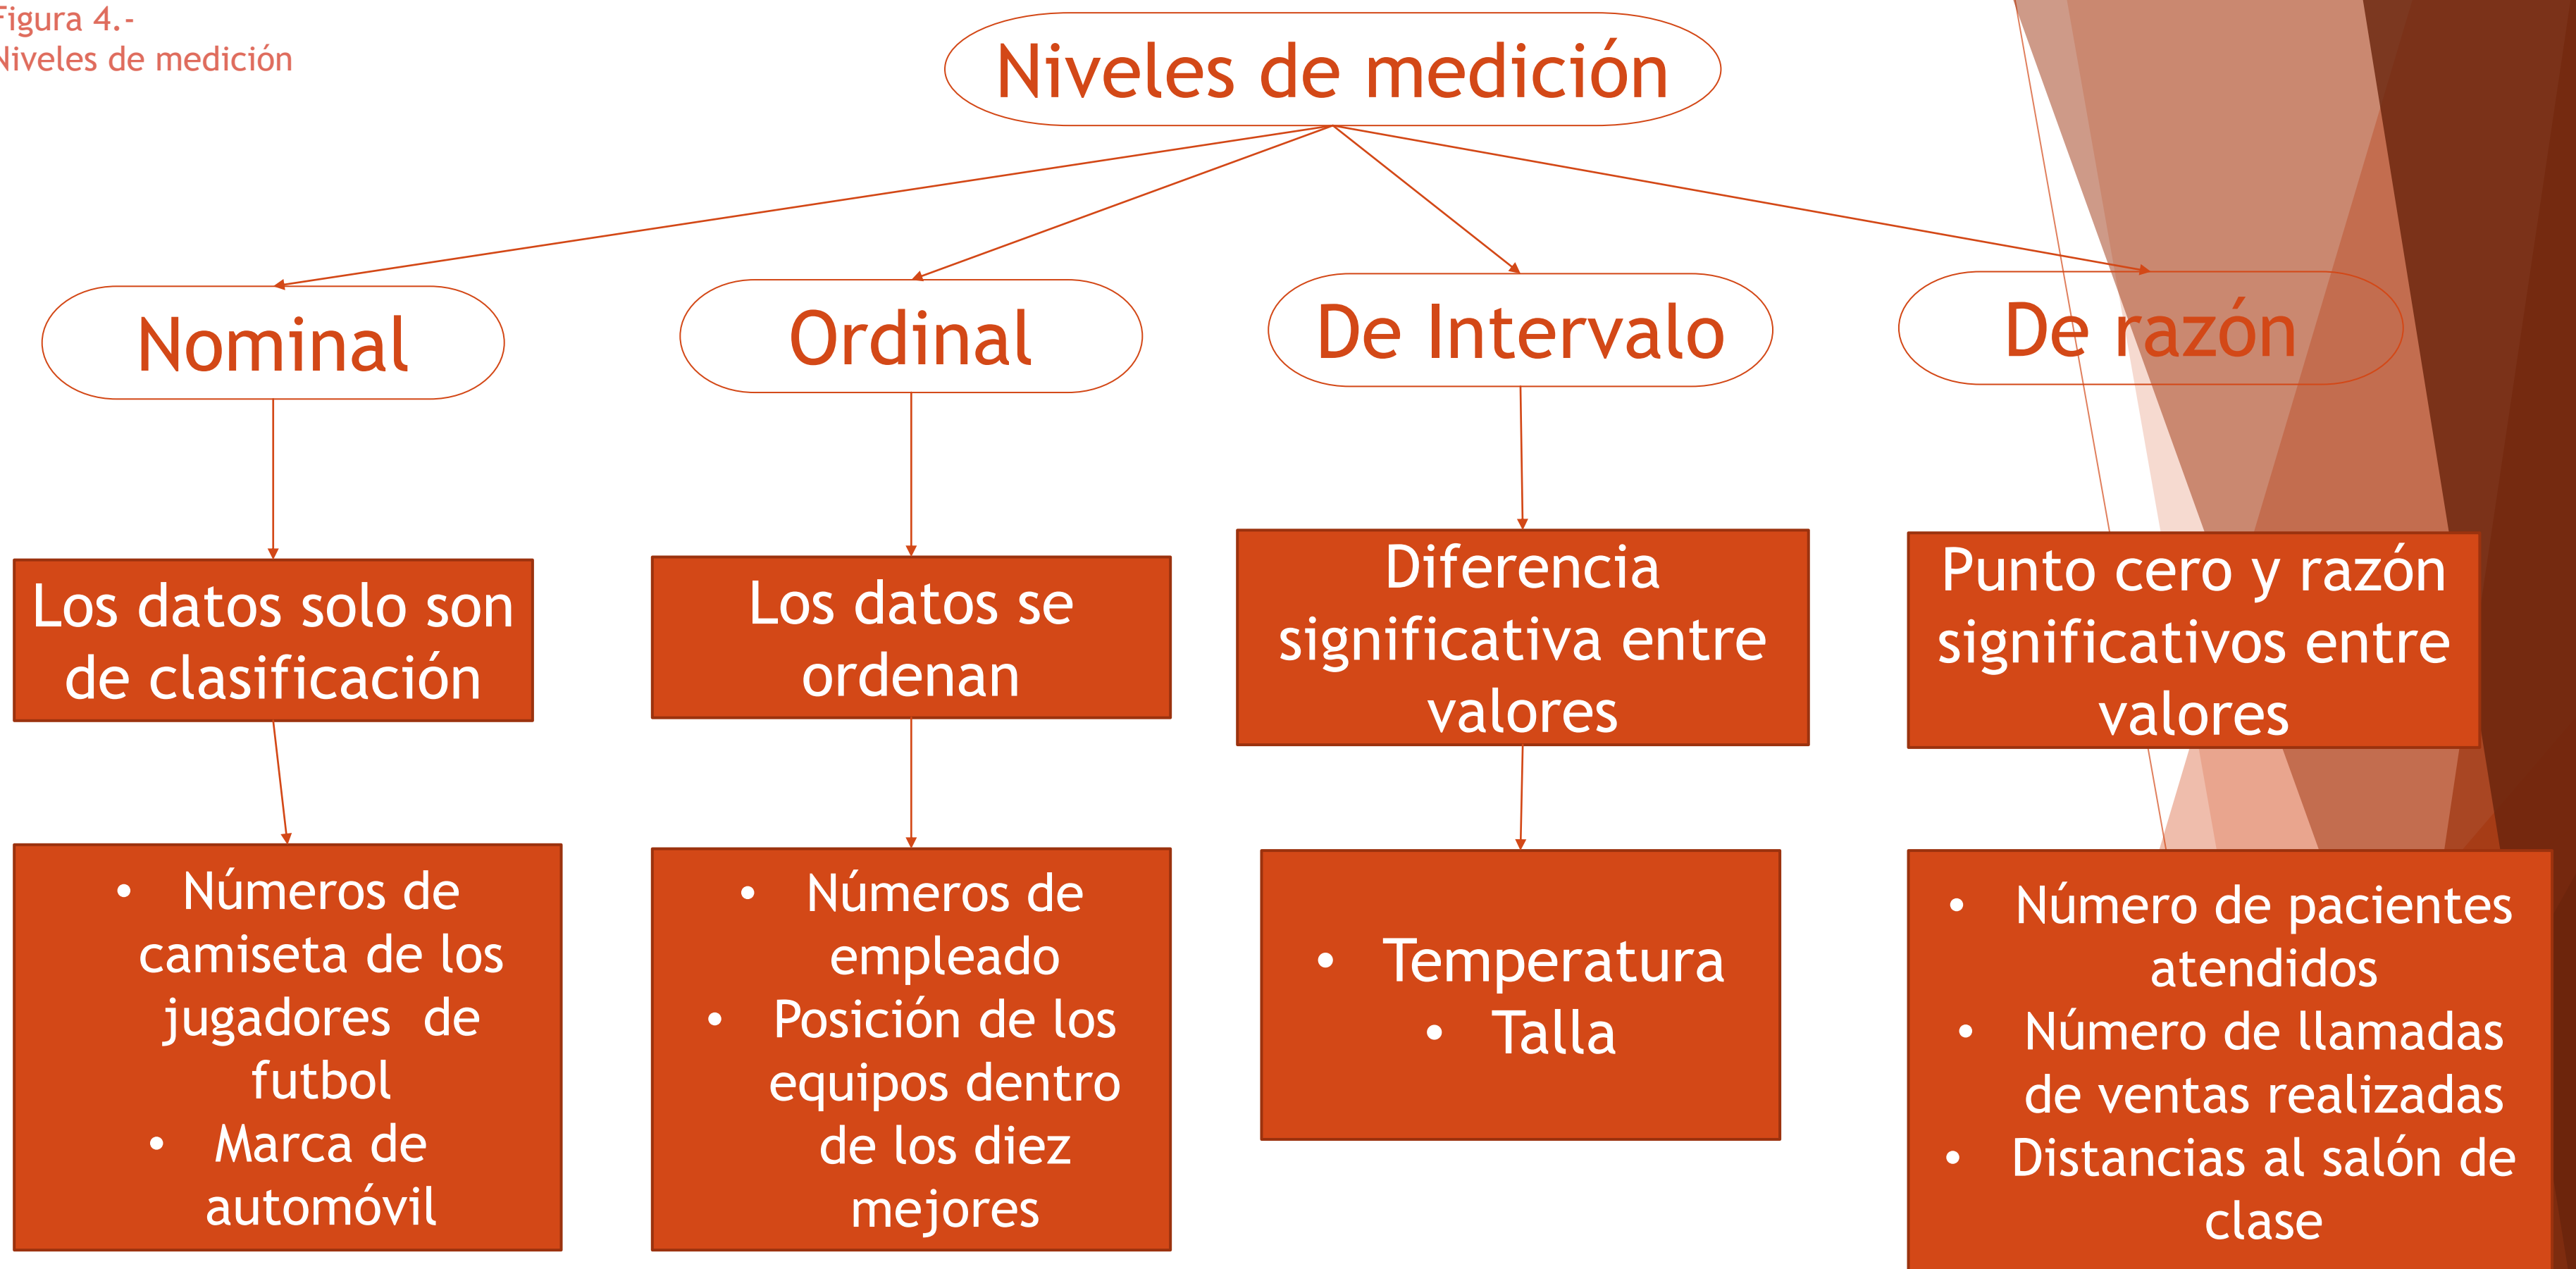 Figura 4.-
Niveles de medición
Niveles de medición
Nominal
Ordinal
De Intervalo
De razón
Los datos solo son
de clasificación
Los datos se
ordenan
Diferencia
significativa entre
valores
Punto cero y razón
significativos entre
valores
• Números de
camiseta de los
jugadores de
futbol
• Marca de
automóvil
• Números de
empleado
• Posición de los
equipos dentro
de los diez
mejores
• Temperatura
• Talla
• Número de pacientes
atendidos
• Número de llamadas
de ventas realizadas
• Distancias al salón de
clase